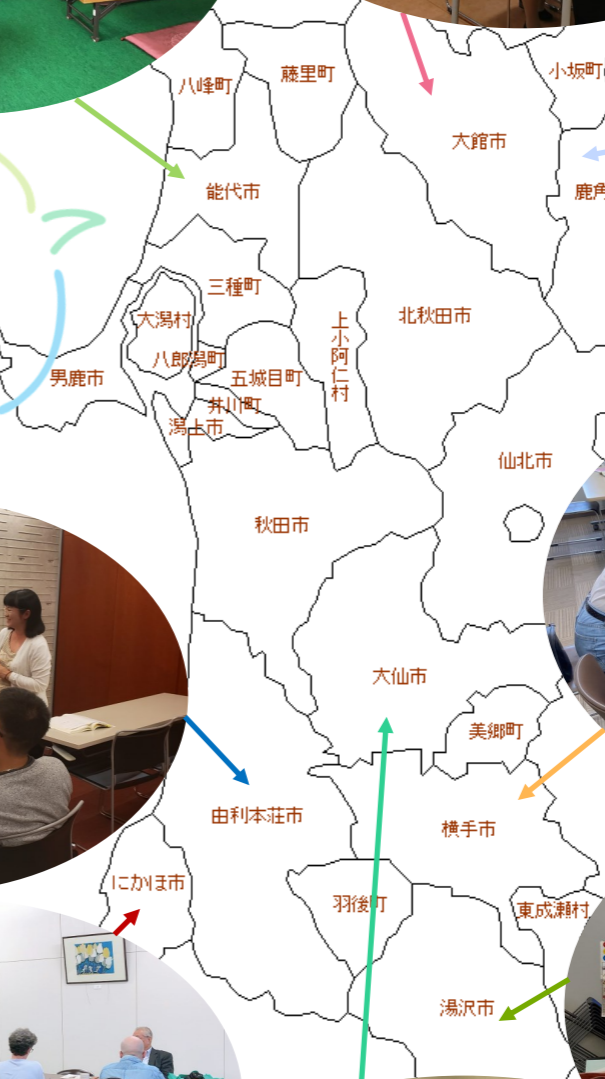 八峰町
藤里町
小坂町
大館市
能代市
鹿角
三種町
大潟村
北秋田市
上小阿仁村
八郎潟町
男鹿市
五城目町
井川町
潟上市
仙北市
秋田市
大仙市
美郷町
由利本荘市
横手市
にかほ市
羽後町
東成瀬村
湯沢市